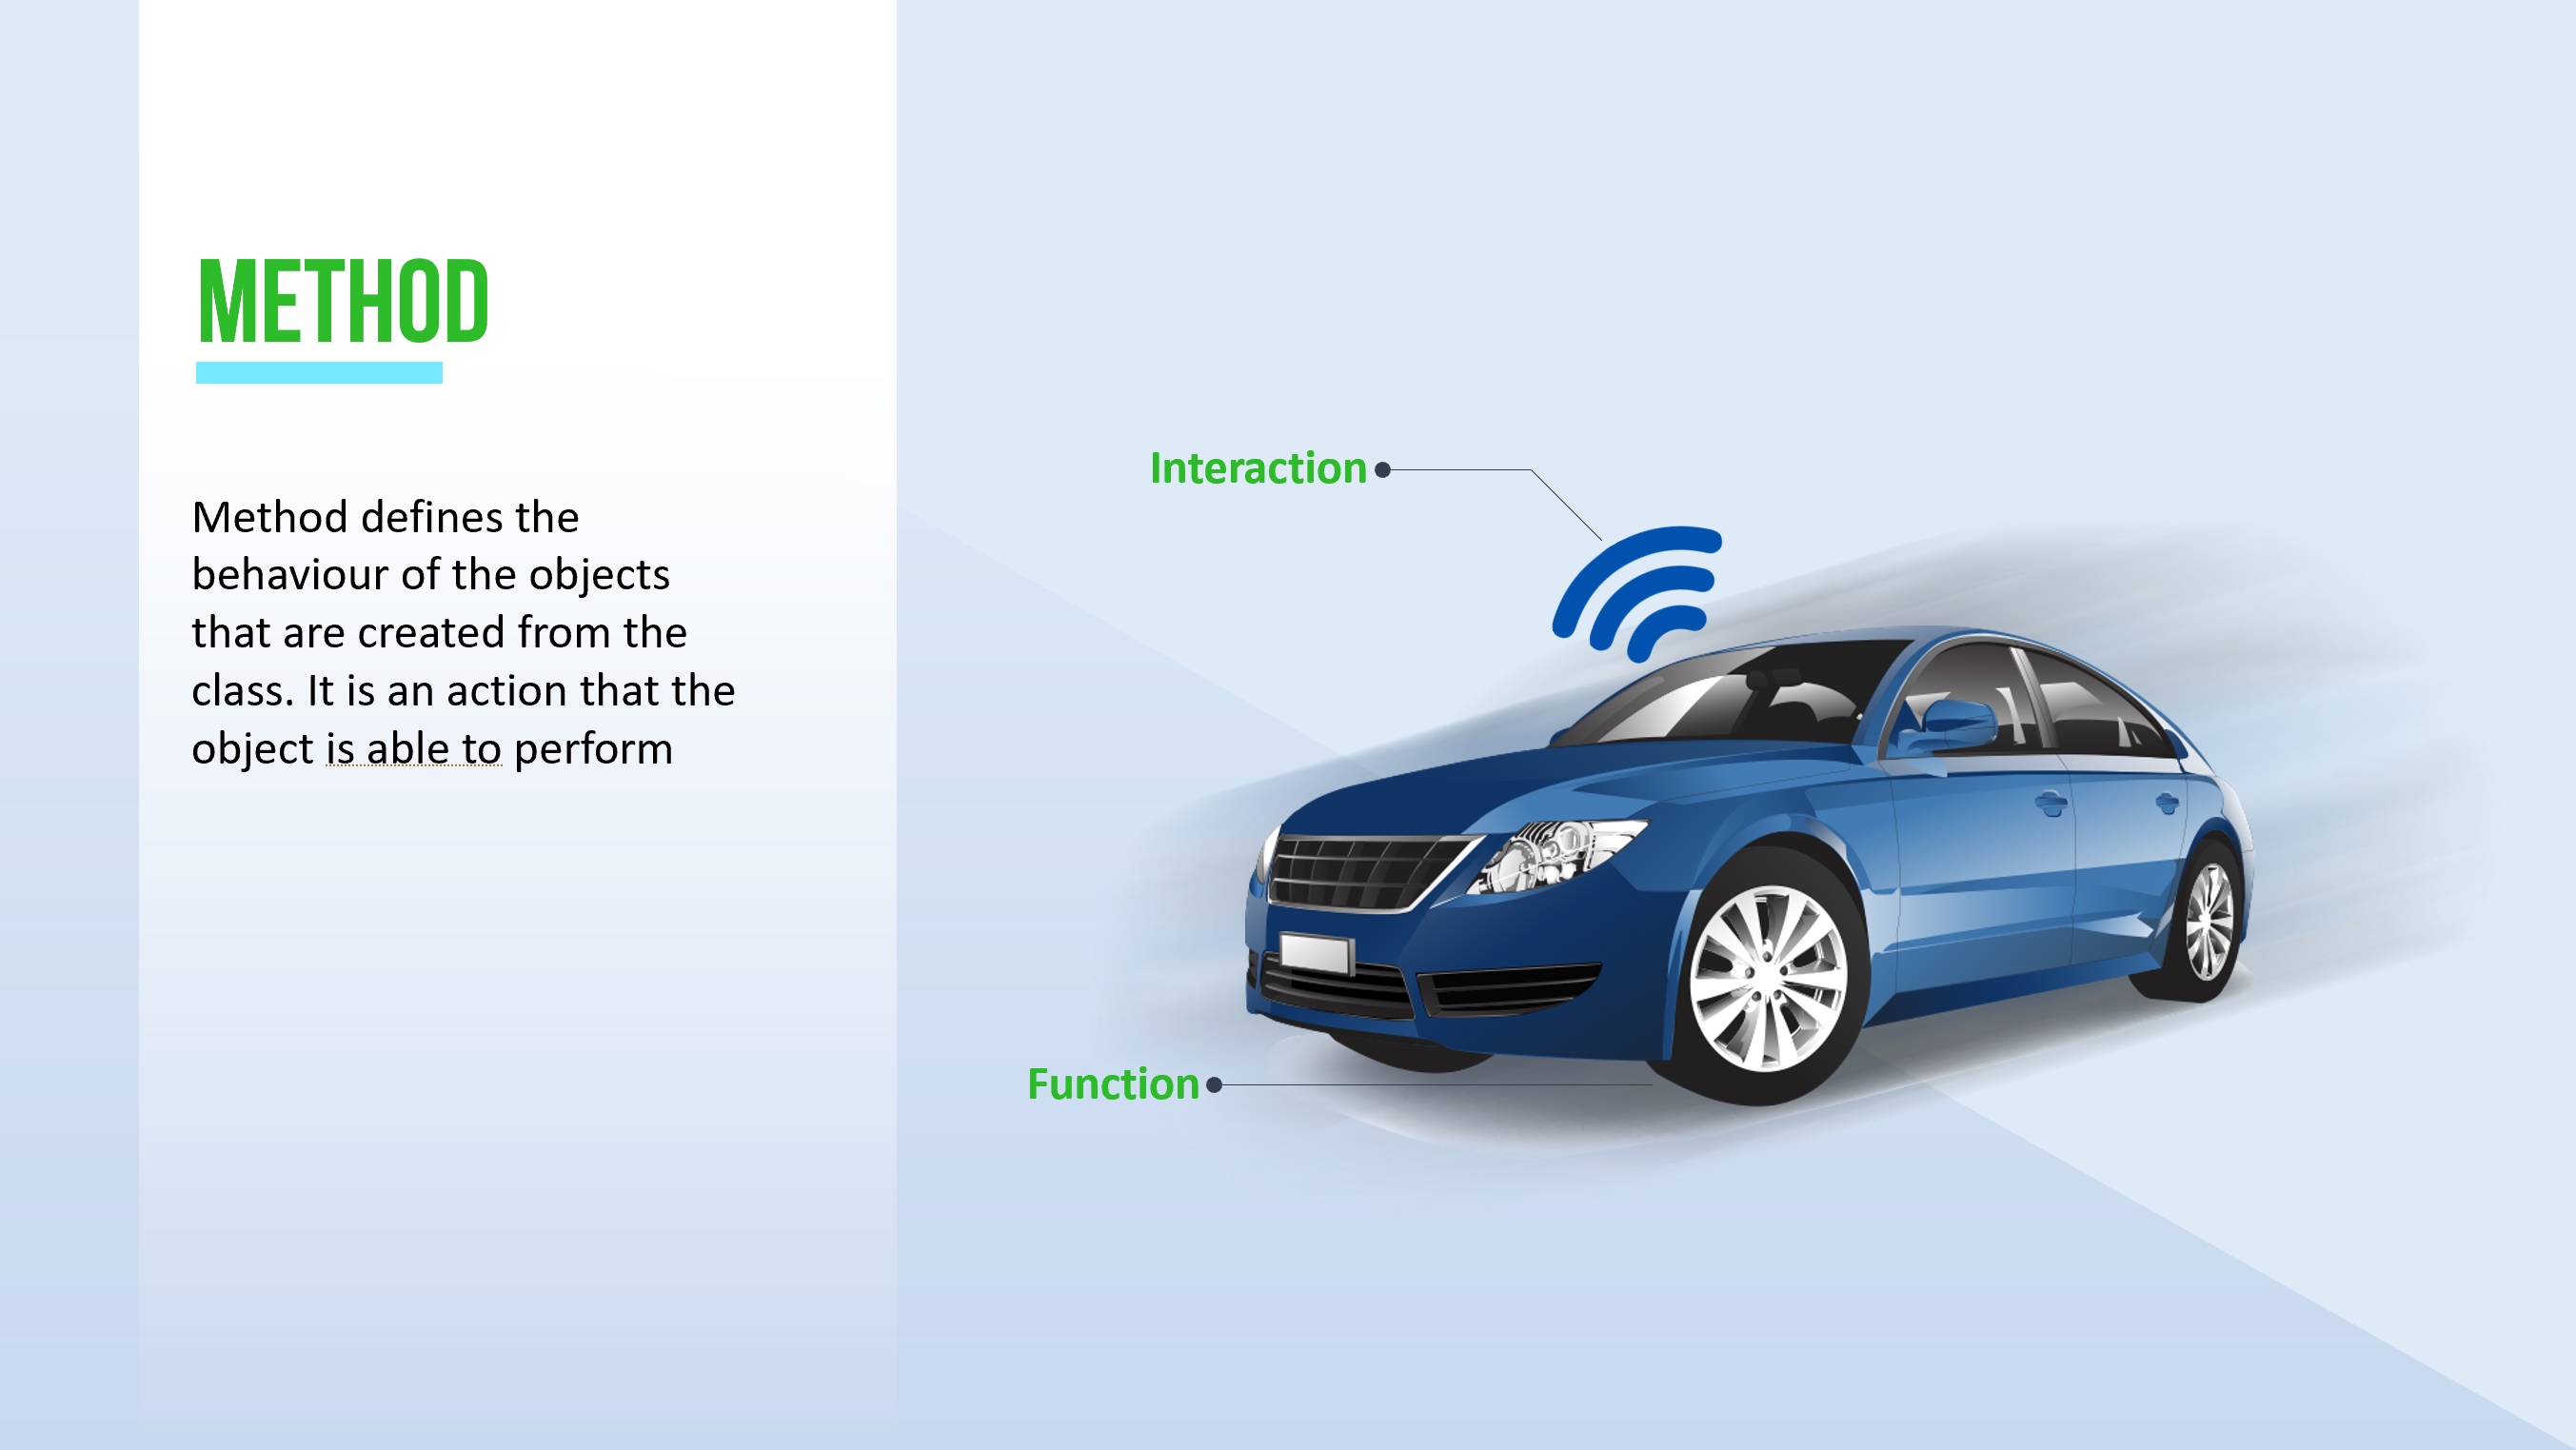 METHOD
Method defines the
behaviour of the objects
that are created from the
class. It is an action that the
object is able to perform
Interaction
Function